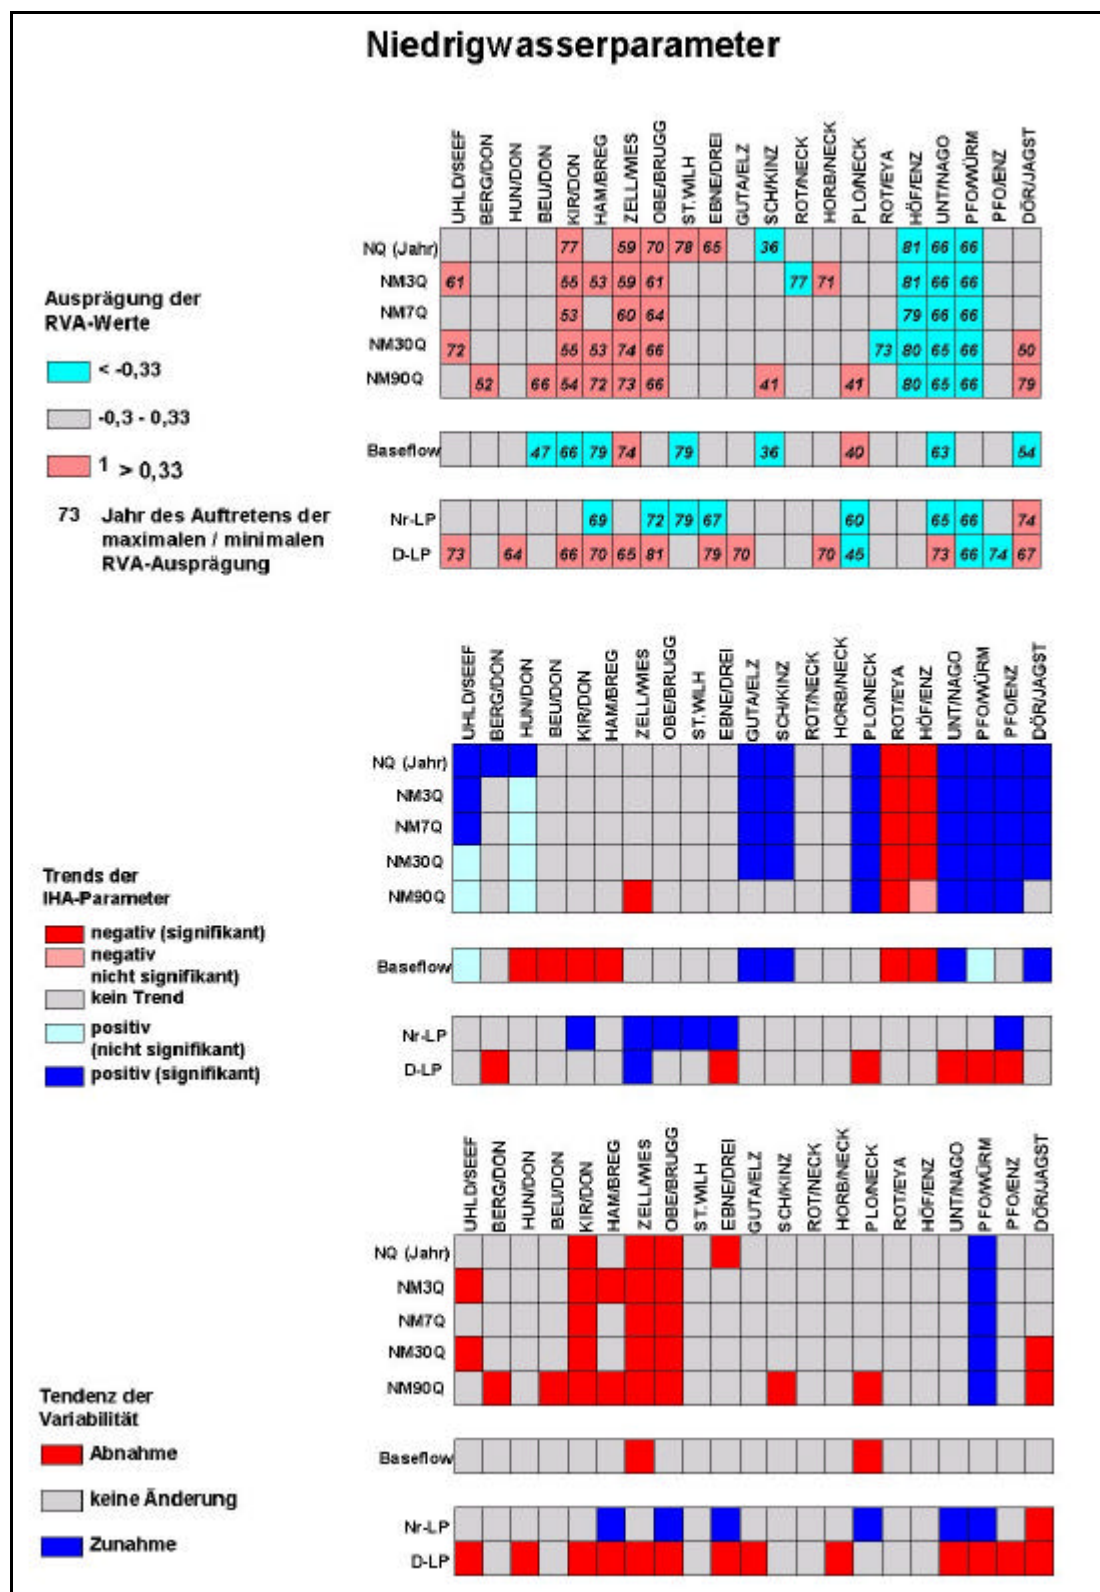 Niedrigwasserparameter
UHLD/SEEF BERG/DON HUN/DON BEU/DON KIR/DON HAM/BREG ZELL/WIES OBE/BRUGG ST.WILH EBNE/DREI GUTA/ELZ SCH/KINZ ROT/NECK HORB/NECK PLO/NECK ROT/EYA HÖF/ENZ UNT/NAGO PFO/WÜRM PFO/ENZ DÖR/JAGST
NQ (Jahr) 77 59 70 78 65 36 81 66 66
NM3Q 61 55 53 59 61 77 71 81 66 66
NM7Q 53 60 64 79 66 66
NM30Q 72 55 53 74 66 73 80 65 66 50
NM90Q 52 66 54 72 73 66 41 41 80 65 66 79
Baseflow 47 66 79 74 79 36 40 63 54
Nr-LP 69 72 79 67 60 65 66 74
D-LP 73 64 66 70 65 81 79 70 70 45 73 66 74 67
Ausprägung der
RVA-Werte
< -0,33
-0,3 - 0,33
1 > 0,33
73 Jahr des Auftretens der
maximalen / minimalen
RVA-Ausprägung
UHLD/SEEF BERG/DON HUN/DON BEU/DON KIR/DON HAM/BREG ZELL/WIES OBE/BRUGG ST.WILH EBNE/DREI GUTA/ELZ SCH/KINZ ROT/NECK HORB/NECK PLO/NECK ROT/EYA HÖF/ENZ UNT/NAGO PFO/WÜRM PFO/ENZ DÖR/JAGST
NQ (Jahr)
NM3Q
NM7Q
NM30Q
NM90Q
Baseflow
Nr-LP
D-LP
Trends der
IHA-Parameter
negativ (signifikant)
negativ
nicht signifikant)
kein Trend
positiv
(nicht signifikant)
positiv (signifikant)
UHLD/SEEF BERG/DON HUN/DON BEU/DON KIR/DON HAM/BREG ZELL/WIES OBE/BRUGG ST.WILH EBNE/DREI GUTA/ELZ SCH/KINZ ROT/NECK HORB/NECK PLO/NECK ROT/EYA HÖF/ENZ UNT/NAGO PFO/WÜRM PFO/ENZ DÖR/JAGST
NQ (Jahr)
NM3Q
NM7Q
NM30Q
NM90Q
Baseflow
Nr-LP
D-LP
Tendenz der
Variabilität
Abnahme
keine Änderung
Zunahme